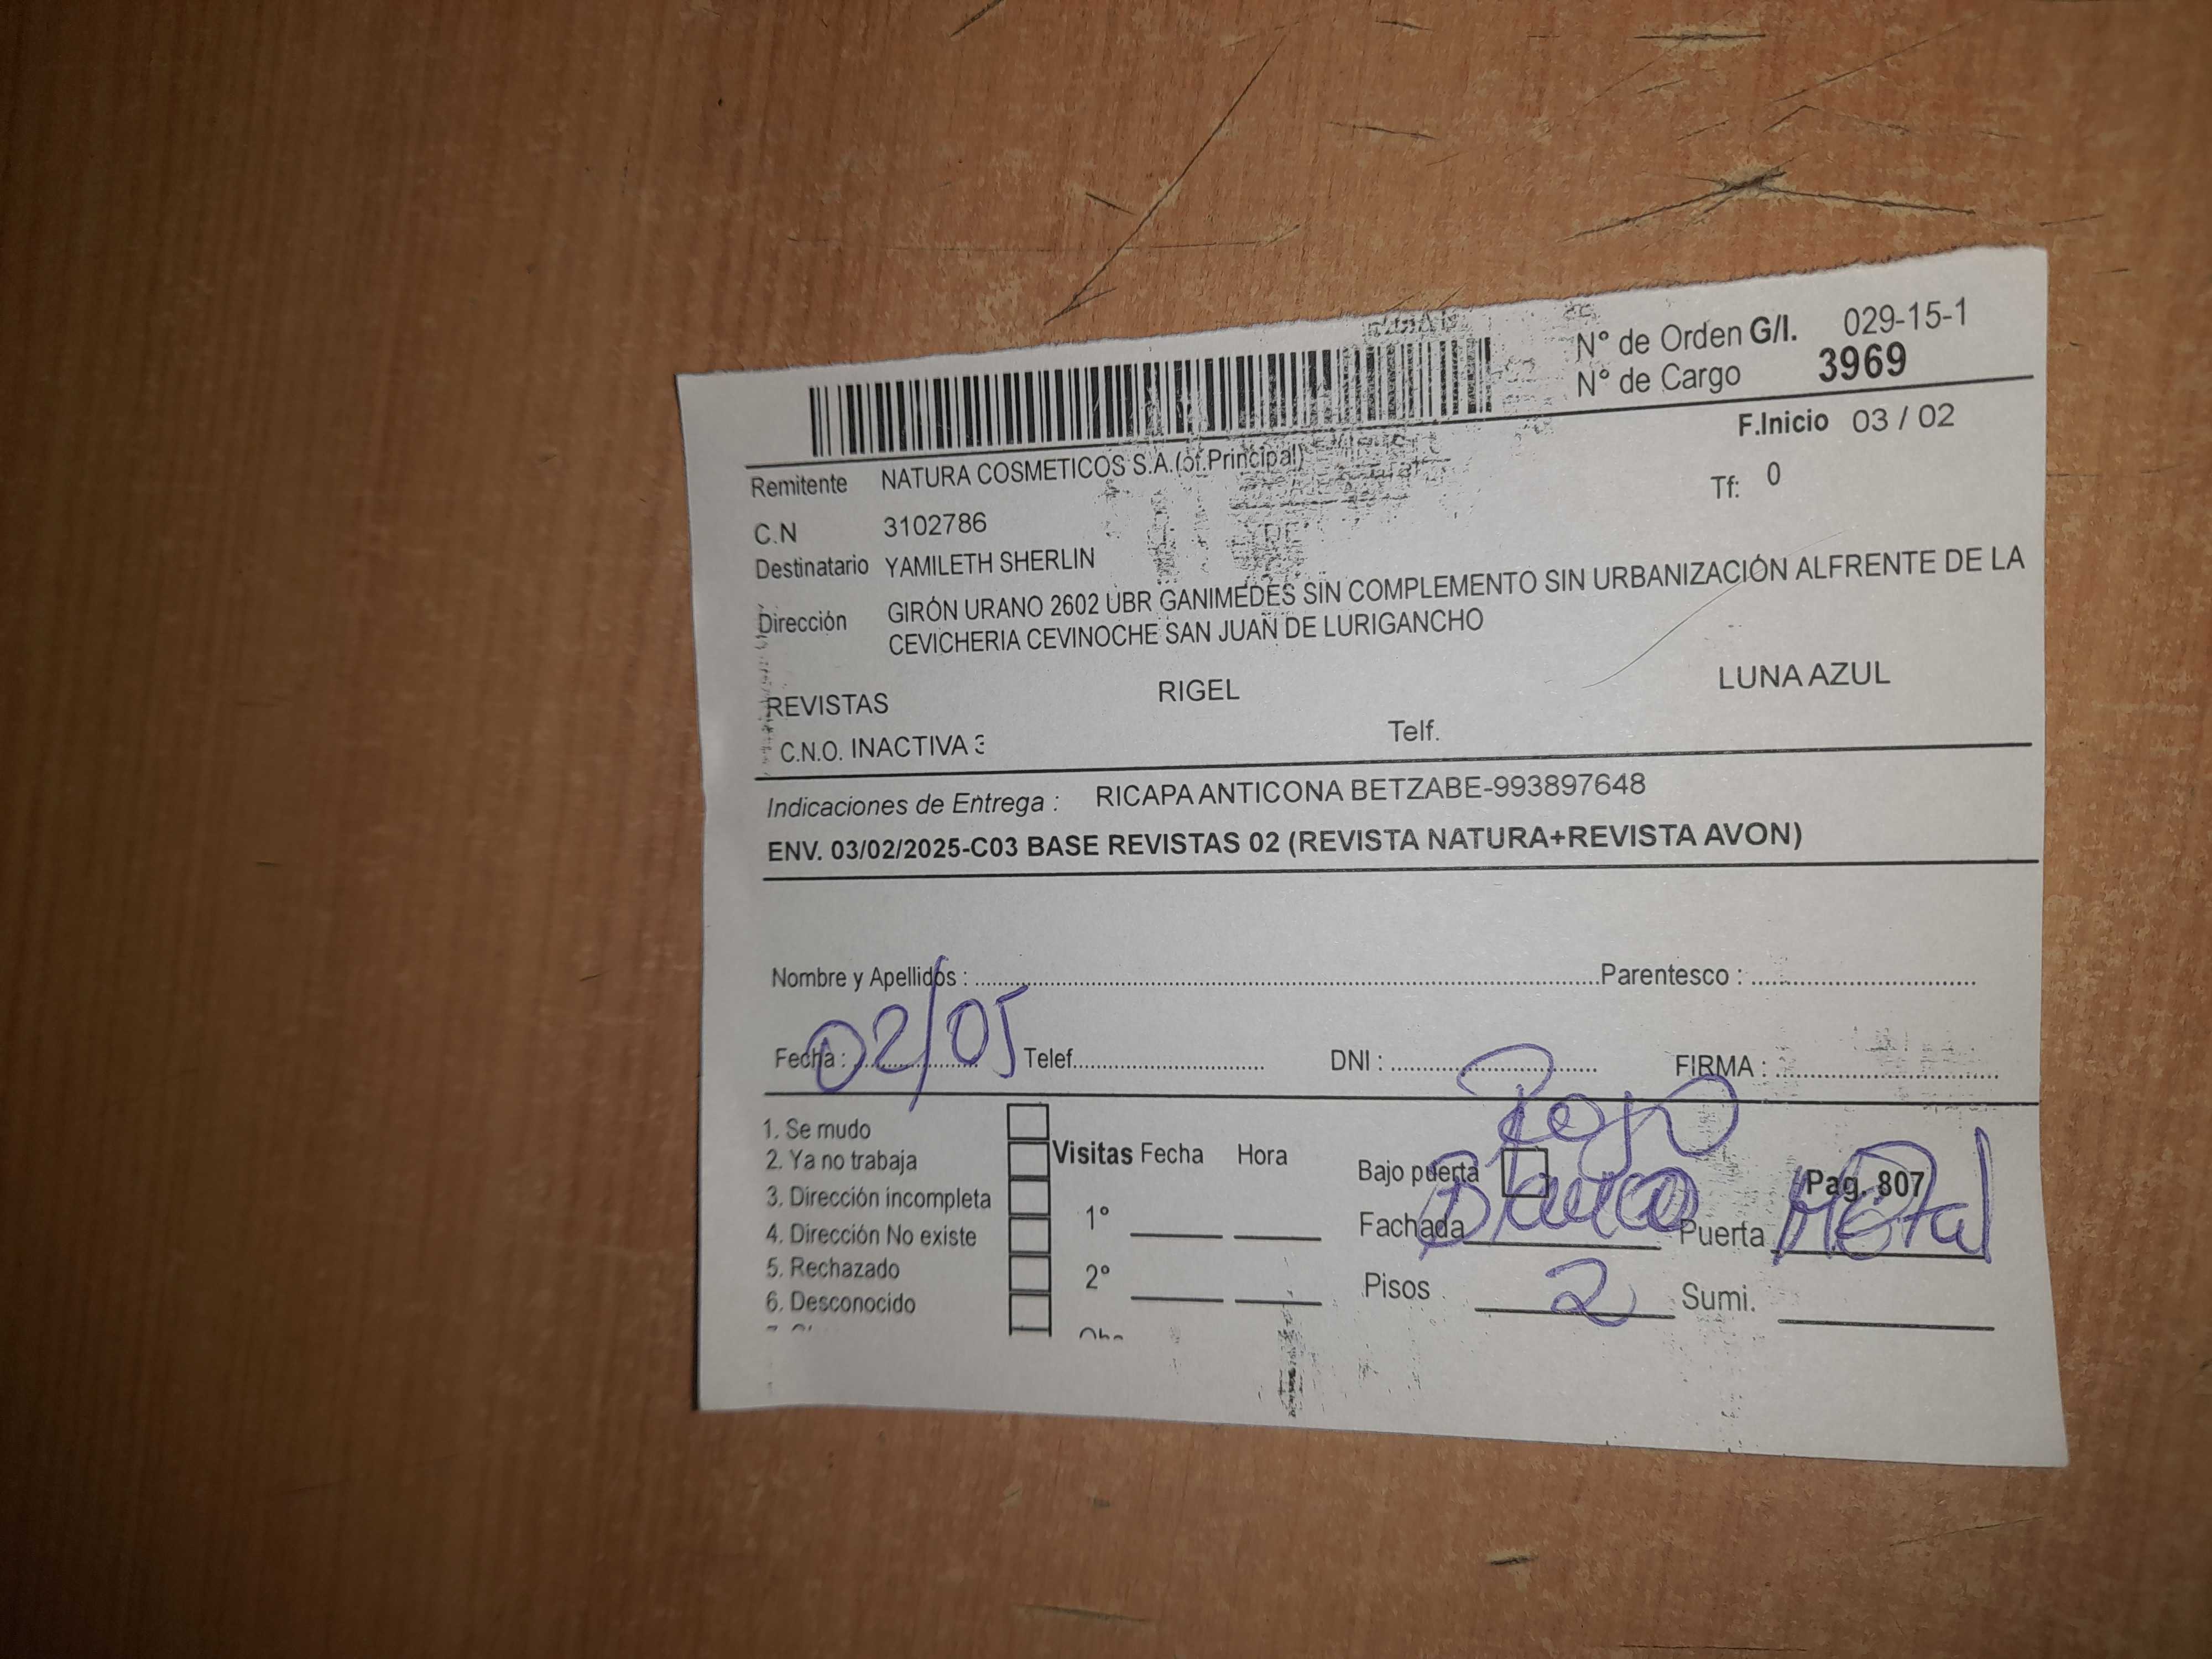 N° de Orden G/I. 029-15-1
N° de Cargo 3969
F.Inicio 03 / 02
Remitente NATURA COSMETICOS S.A.(of.Principal)
Tf: 0
C.N 3102786
Destinatario YAMILETH SHERLIN
Dirección GIRÓN URANO 2602 UBR GANIMEDES SIN COMPLEMENTO SIN URBANIZACIÓN ALFRENTE DE LA
CEVICHERIA CEVINOCHE SAN JUAN DE LURIGANCHO
REVISTAS RIGEL LUNA AZUL
C.N.O. INACTIVA 3 Telf.
Indicaciones de Entrega : RICAPA ANTICONA BETZABE-993897648
ENV. 03/02/2025-C03 BASE REVISTAS 02 (REVISTA NATURA+REVISTA AVON)
Nombre y Apellidos : Parentesco :
Fecha : 02/05 Telef. DNI : FIRMA :
Rojo
1. Se mudo
2. Ya no trabaja
3. Dirección incompleta
4. Dirección No existe
5. Rechazado
6. Desconocido
Visitas Fecha Hora
1°
2°
Bajo puerta Pag. 807
Fachada Blanco Puerta Metal
Pisos 2 Sumi.